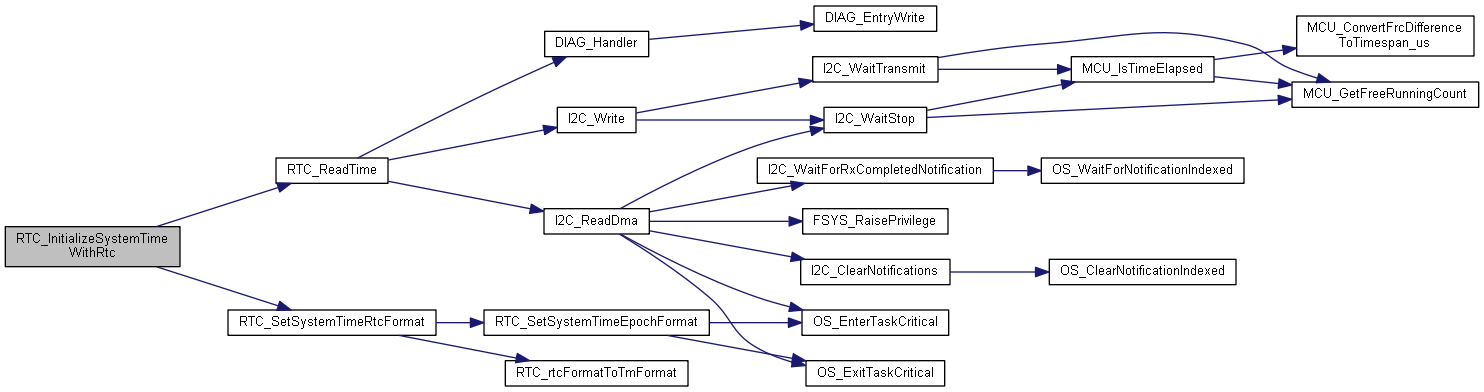 RTC_InitializeSystemTime
WithRtc
RTC_ReadTime
RTC_SetSystemTimeRtcFormat
DIAG_Handler
I2C_Write
I2C_ReadDma
RTC_SetSystemTimeEpochFormat
RTC_rtcFormatToTmFormat
DIAG_EntryWrite
I2C_WaitTransmit
I2C_WaitStop
I2C_WaitForRxCompletedNotification
FSYS_RaisePrivilege
I2C_ClearNotifications
OS_EnterTaskCritical
OS_ExitTaskCritical
MCU_IsTimeElapsed
OS_WaitForNotificationIndexed
OS_ClearNotificationIndexed
MCU_ConvertFrcDifference
ToTimespan_us
MCU_GetFreeRunningCount